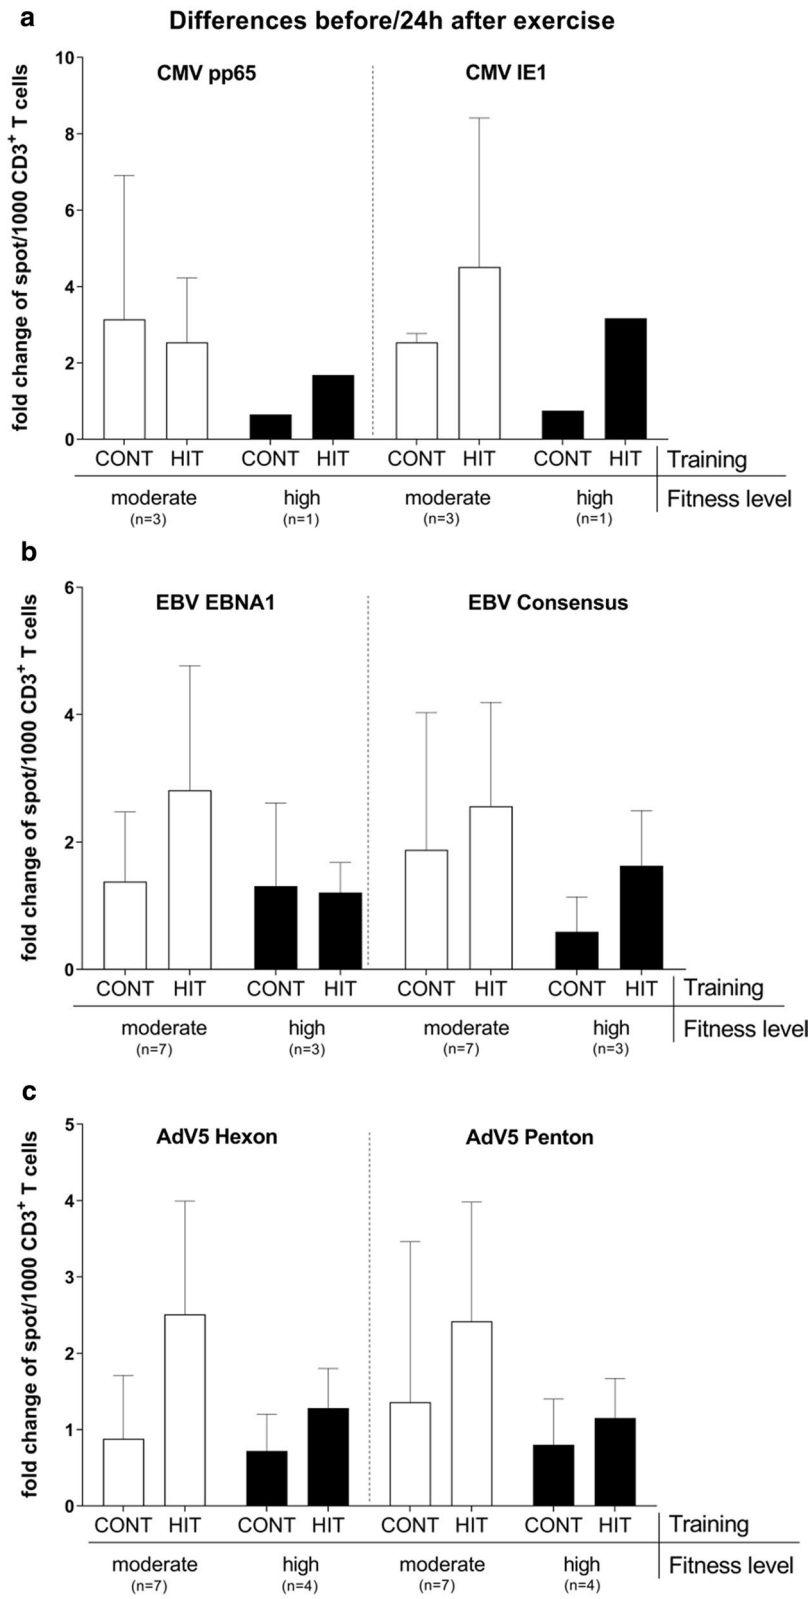 a
Differences before/24h after exercise
fold change of spot/1000 CD3+ T cells
10
8
6
4
2
0
CMV pp65
CMV IE1
CONT HIT CONT HIT CONT HIT CONT HIT Training
moderate high moderate high Fitness level
(n=3) (n=1) (n=3) (n=1)
b
fold change of spot/1000 CD3+ T cells
6
4
2
0
EBV EBNA1
EBV Consensus
CONT HIT CONT HIT CONT HIT CONT HIT Training
moderate high moderate high Fitness level
(n=7) (n=3) (n=7) (n=3)
c
fold change of spot/1000 CD3+ T cells
5
4
3
2
1
0
AdV5 Hexon
AdV5 Penton
CONT HIT CONT HIT CONT HIT CONT HIT Training
moderate high moderate high Fitness level
(n=7) (n=4) (n=7) (n=4)